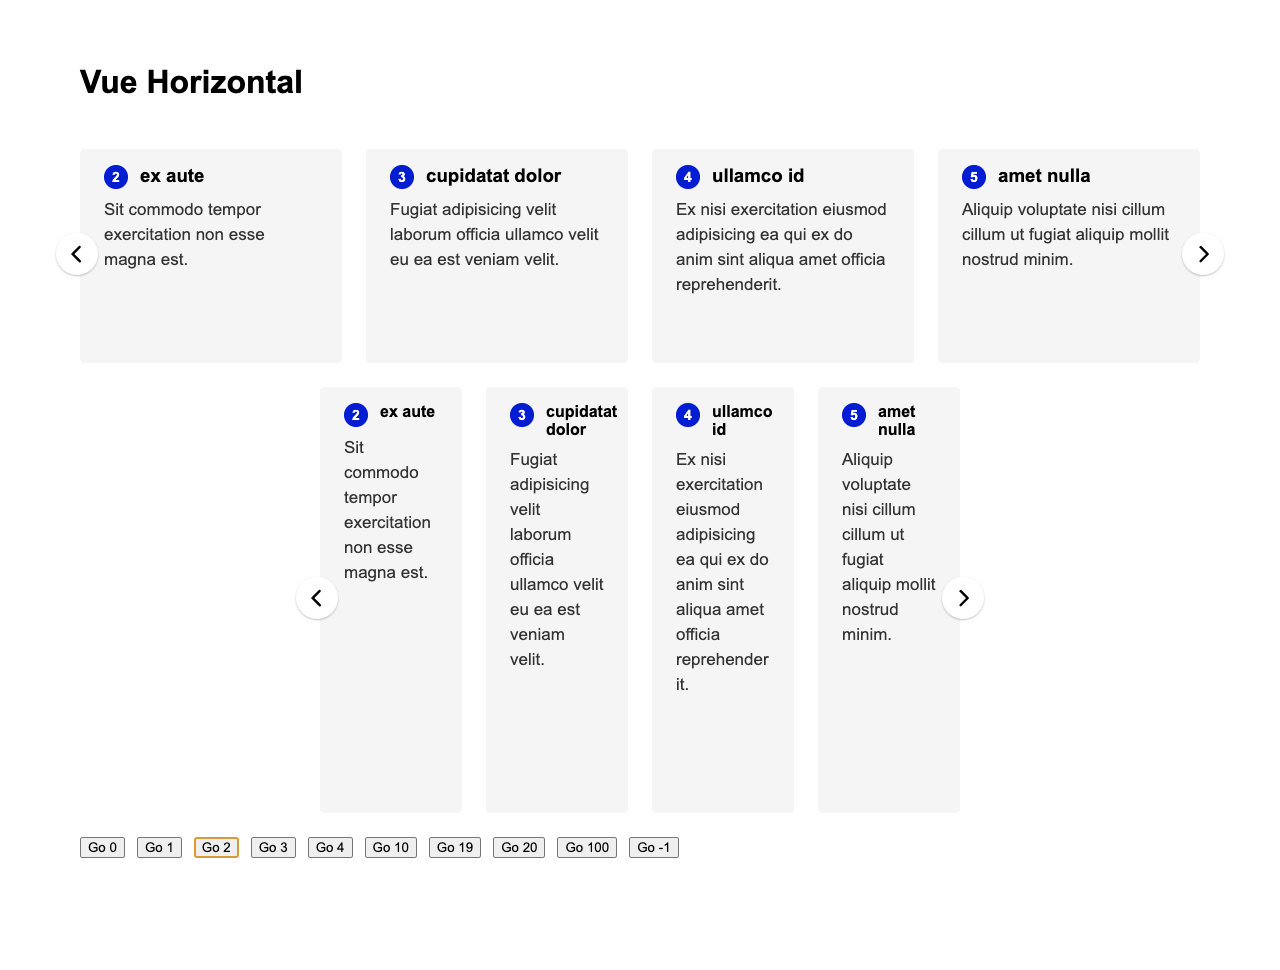 Vue Horizontal
2 ex aute
Sit commodo tempor
exercitation non esse
magna est.
3 cupidatat dolor
Fugiat adipisicing velit
laborum officia ullamco velit
eu ea est veniam velit.
4 ullamco id
Ex nisi exercitation eiusmod
adipisicing ea qui ex do
anim sint aliqua amet officia
reprehenderit.
5 amet nulla
Aliquip voluptate nisi cillum
cillum ut fugiat aliquip mollit
nostrud minim.
2 ex aute
Sit
commodo
tempor
exercitation
non esse
magna est.
3 cupidatat
dolor
Fugiat
adipisicing
velit
laborum
officia
ullamco velit
eu ea est
veniam
velit.
4 ullamco
id
Ex nisi
exercitation
eiusmod
adipisicing
ea qui ex do
anim sint
aliqua amet
officia
reprehender
it.
5 amet
nulla
Aliquip
voluptate
nisi cillum
cillum ut
fugiat
aliquip mollit
nostrud
minim.
Go 0 Go 1 Go 2 Go 3 Go 4 Go 10 Go 19 Go 20 Go 100 Go -1